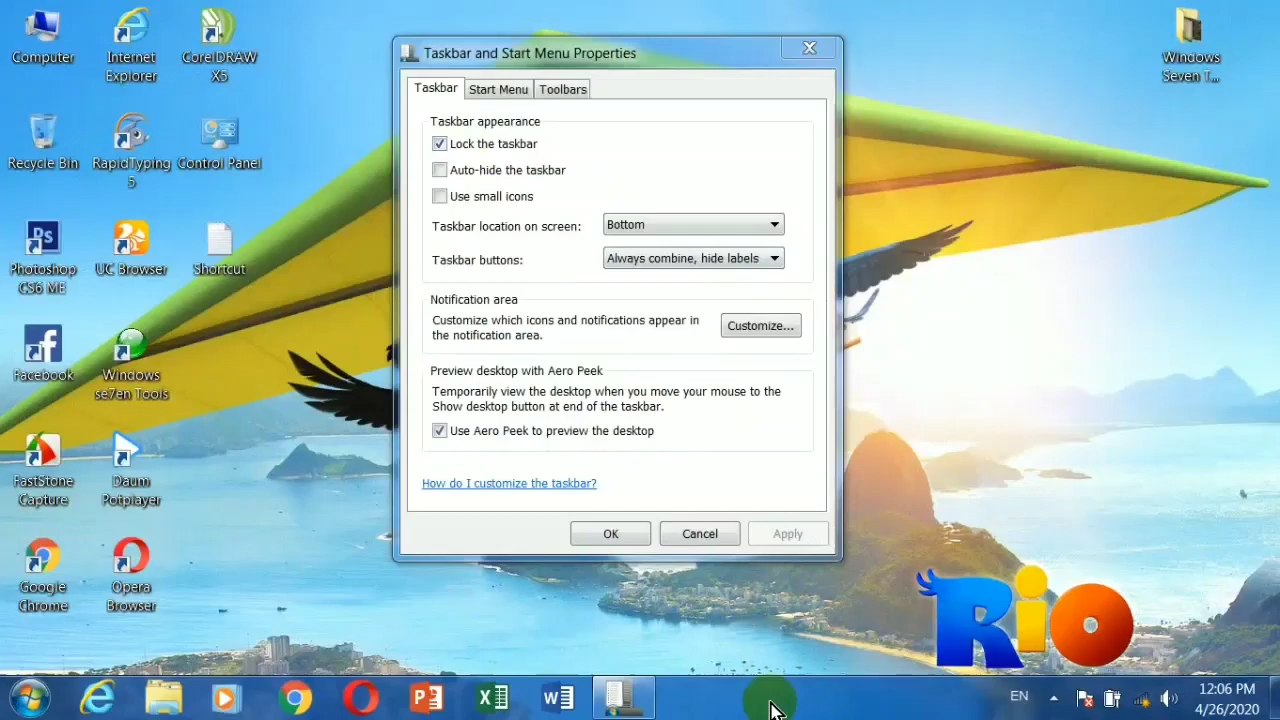 Computer
Internet
Explorer
CorelDRAW
X5
Windows
Seven T...
Recycle Bin
RapidTyping
5
Control Panel
Photoshop
CS6 ME
UC Browser
Shortcut
Facebook
Windows
se7en Tools
FastStone
Capture
Daum
Potplayer
Google
Chrome
Opera
Browser
Ps
Taskbar and Start Menu Properties
Taskbar
Start Menu
Toolbars
Taskbar appearance
Lock the taskbar
Auto-hide the taskbar
Use small icons
Taskbar location on screen:
Bottom
Taskbar buttons:
Always combine, hide labels
Notification area
Customize which icons and notifications appear in
the notification area.
Customize...
Preview desktop with Aero Peek
Temporarily view the desktop when you move your mouse to the
Show desktop button at end of the taskbar.
Use Aero Peek to preview the desktop
How do I customize the taskbar?
OK
Cancel
Apply
RiO
EN
12:06 PM
4/26/2020